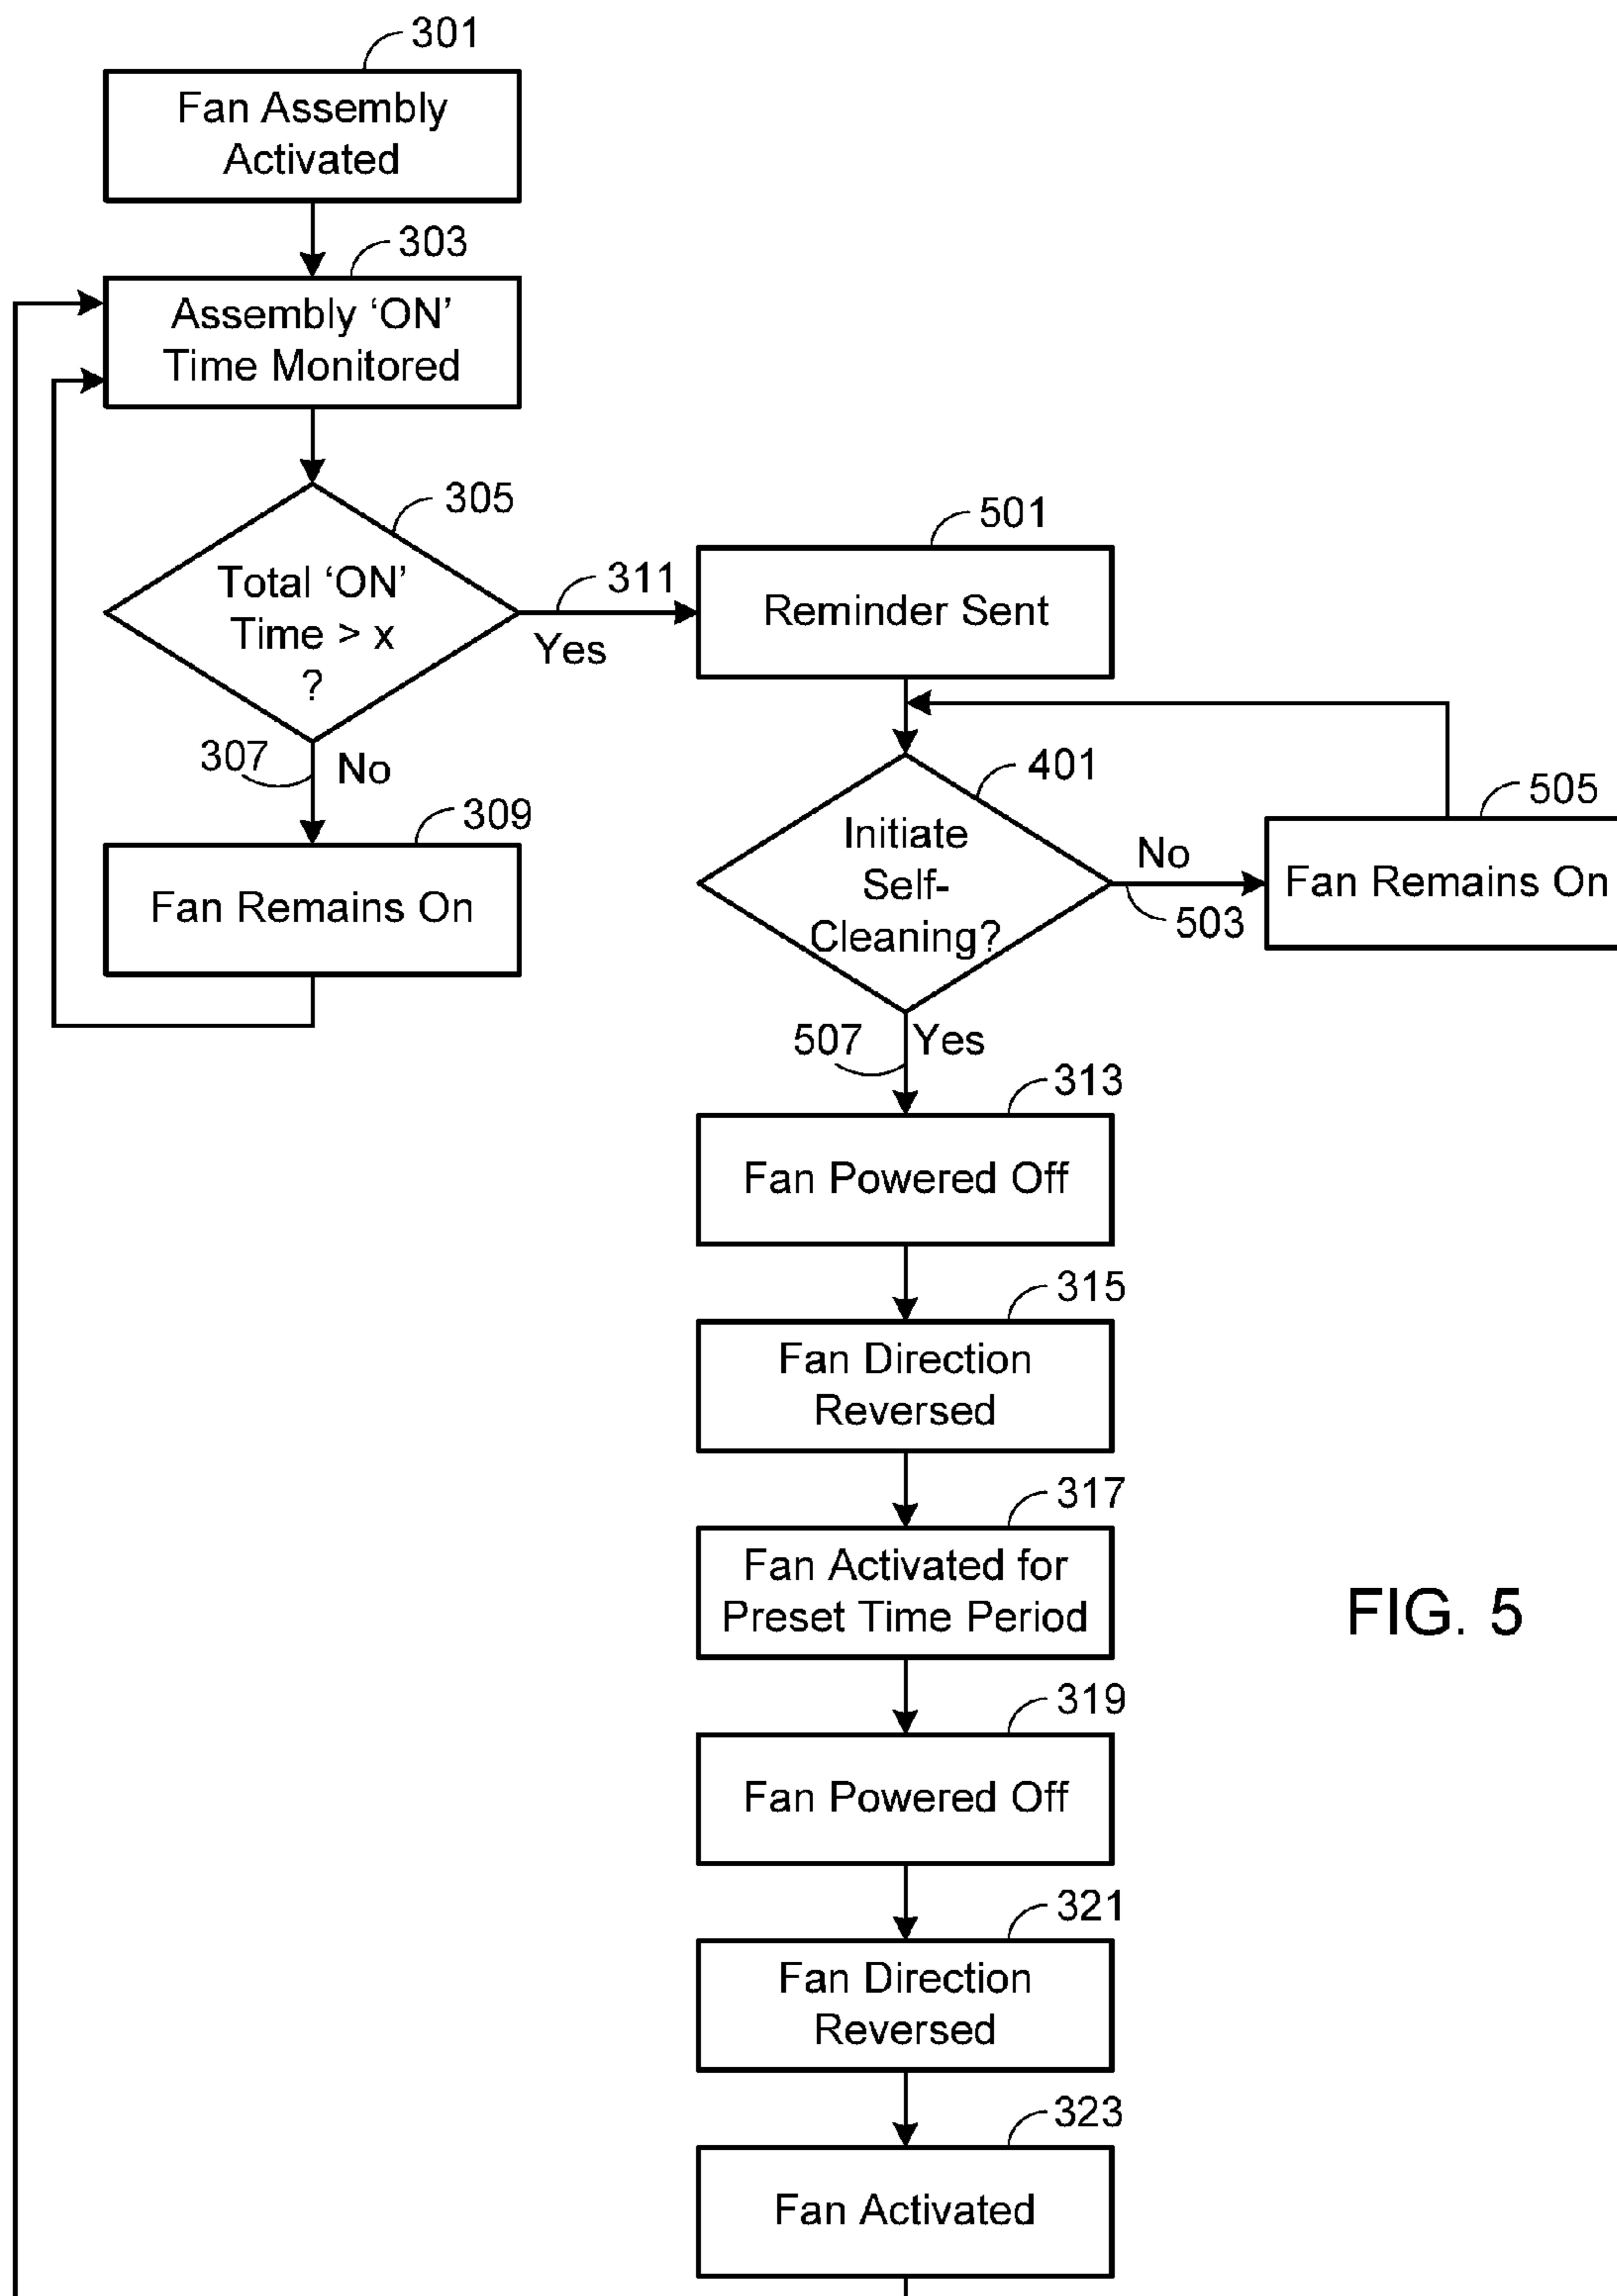 301
Fan Assembly
Activated
303
Assembly ‘ON’
Time Monitored
305
Total ‘ON’
Time > x
?
311
Yes
307
No
309
Fan Remains On
501
Reminder Sent
401
Initiate
Self-
Cleaning?
No
503
505
Fan Remains On
507
Yes
313
Fan Powered Off
315
Fan Direction
Reversed
317
Fan Activated for
Preset Time Period
319
Fan Powered Off
321
Fan Direction
Reversed
323
Fan Activated
FIG. 5